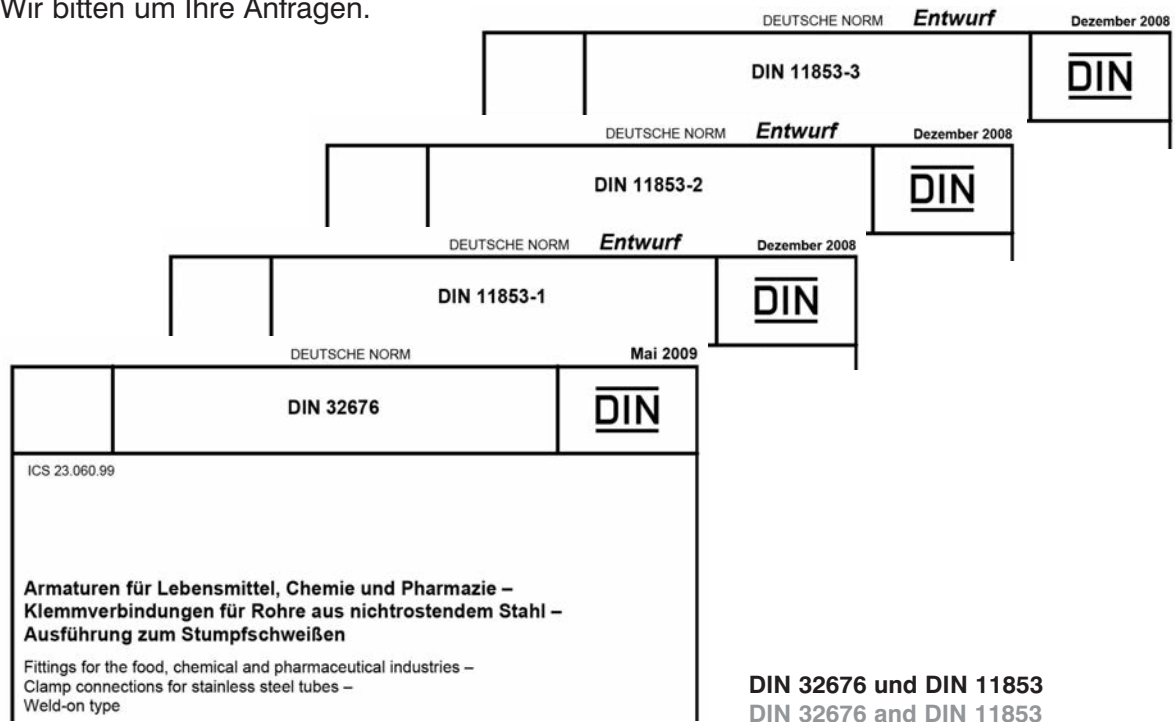 Wir bitten um Ihre Anfragen.
DEUTSCHE NORM Entwurf Dezember 2008
DIN 11853-3 DIN
DEUTSCHE NORM Entwurf Dezember 2008
DIN 11853-2 DIN
DEUTSCHE NORM Entwurf Dezember 2008
DIN 11853-1 DIN
DEUTSCHE NORM Mai 2009
DIN 32676 DIN
ICS 23.060.99
Armaturen für Lebensmittel, Chemie und Pharmazie –
Klemmverbindungen für Rohre aus nichtrostendem Stahl –
Ausführung zum Stumpfschweißen
Fittings for the food, chemical and pharmaceutical industries –
Clamp connections for stainless steel tubes –
Weld-on type
DIN 32676 und DIN 11853
DIN 32676 and DIN 11853